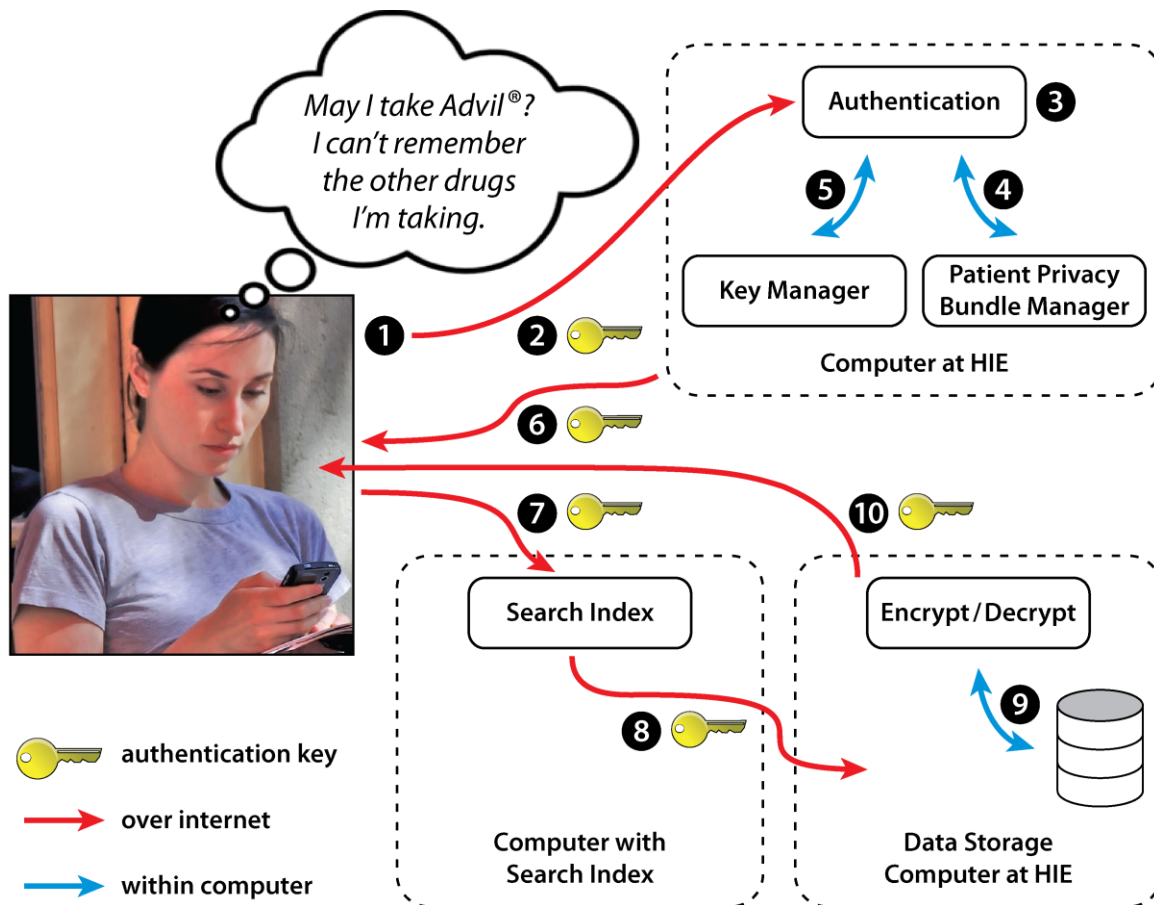 May I take Advil®?
I can't remember
the other drugs
I'm taking.
Authentication
3
5
4
Key Manager
Patient Privacy
Bundle Manager
Computer at HIE
1
2
6
7
10
Search Index
Encrypt / Decrypt
8
9
Computer with
Search Index
Data Storage
Computer at HIE
authentication key
over internet
within computer